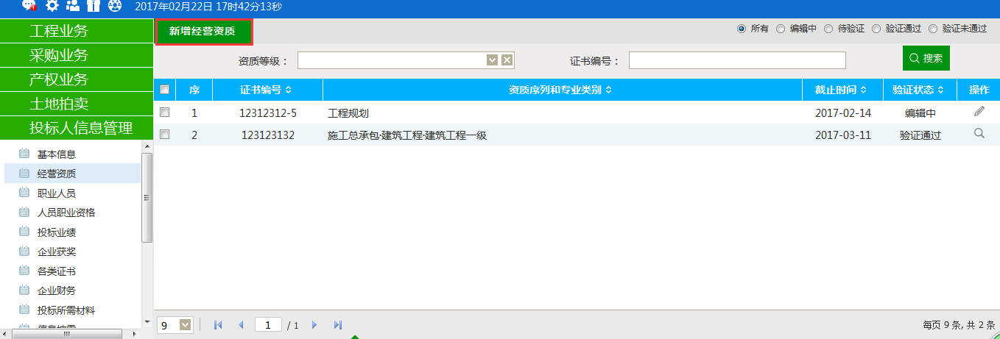 2017年02月22日 17时42分13秒
工程业务
采购业务
产权业务
土地拍卖
投标人信息管理
基本信息
经营资质
职业人员
人员职业资格
投标业绩
企业获奖
各类证书
企业财务
投标所需材料
新增经营资质
所有 编辑中 待验证 验证通过 验证未通过
资质等级： 证书编号： 搜索
序 证书编号 资质序列和专业类别 截止时间 验证状态 操作
1 12312312-5 工程规划 2017-02-14 编辑中
2 123123132 施工总承包·建筑工程·建筑工程一级 2017-03-11 验证通过
9 1 / 1 每页 9 条, 共 2 条